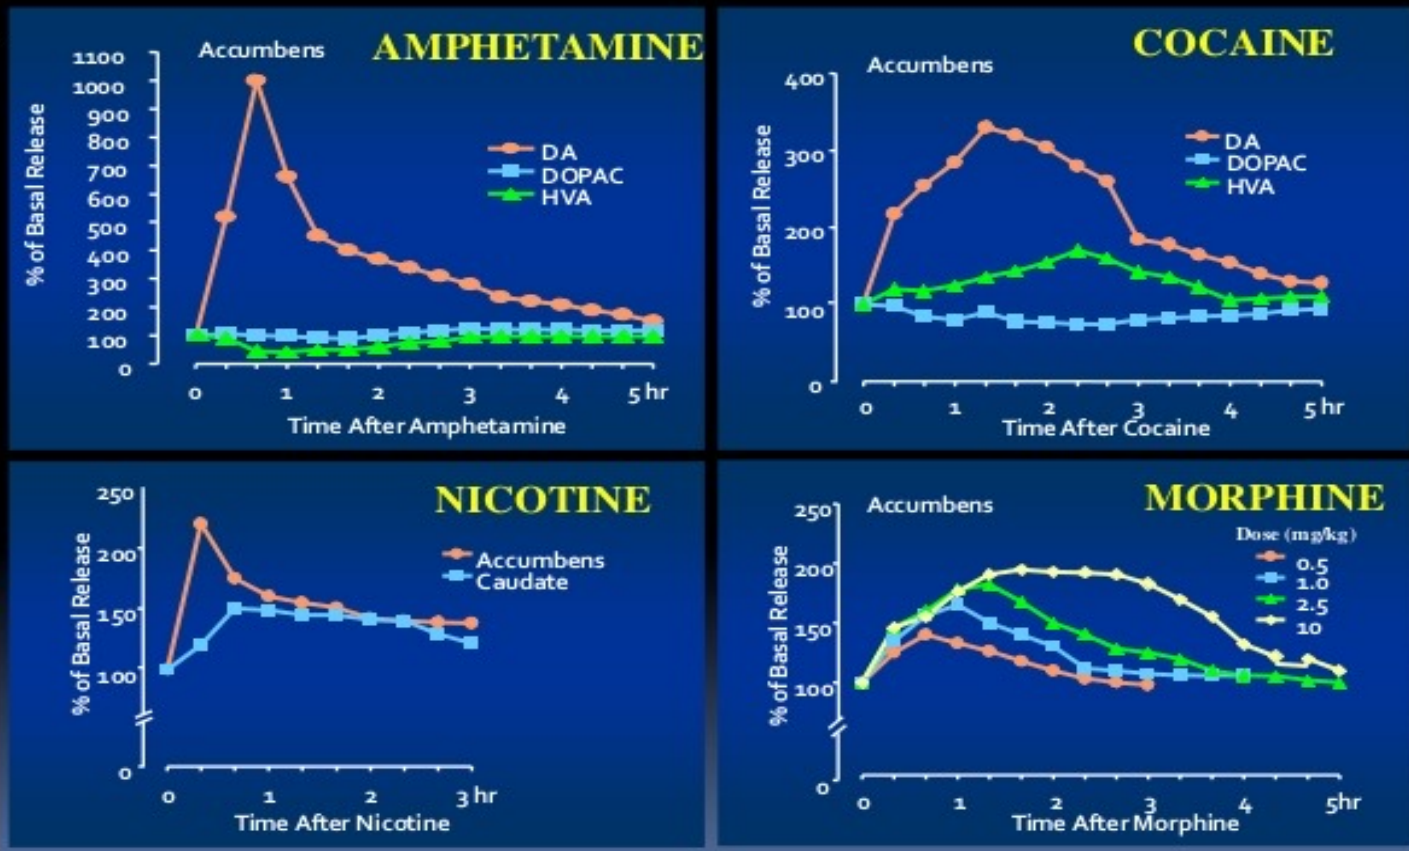 AMPHETAMINE
Accumbens
% of Basal Release
1100
1000
900
800
700
600
500
400
300
200
100
0
DA
DOPAC
HVA
0 1 2 3 4 5 hr
Time After Amphetamine
COCAINE
Accumbens
% of Basal Release
400
300
200
100
0
DA
DOPAC
HVA
0 1 2 3 4 5 hr
Time After Cocaine
NICOTINE
% of Basal Release
250
200
150
100
0
Accumbens
Caudate
0 1 2 3 hr
Time After Nicotine
MORPHINE
Accumbens
% of Basal Release
250
200
150
100
0
Dose (mg/kg)
0.5
1.0
2.5
10
0 1 2 3 4 5hr
Time After Morphine